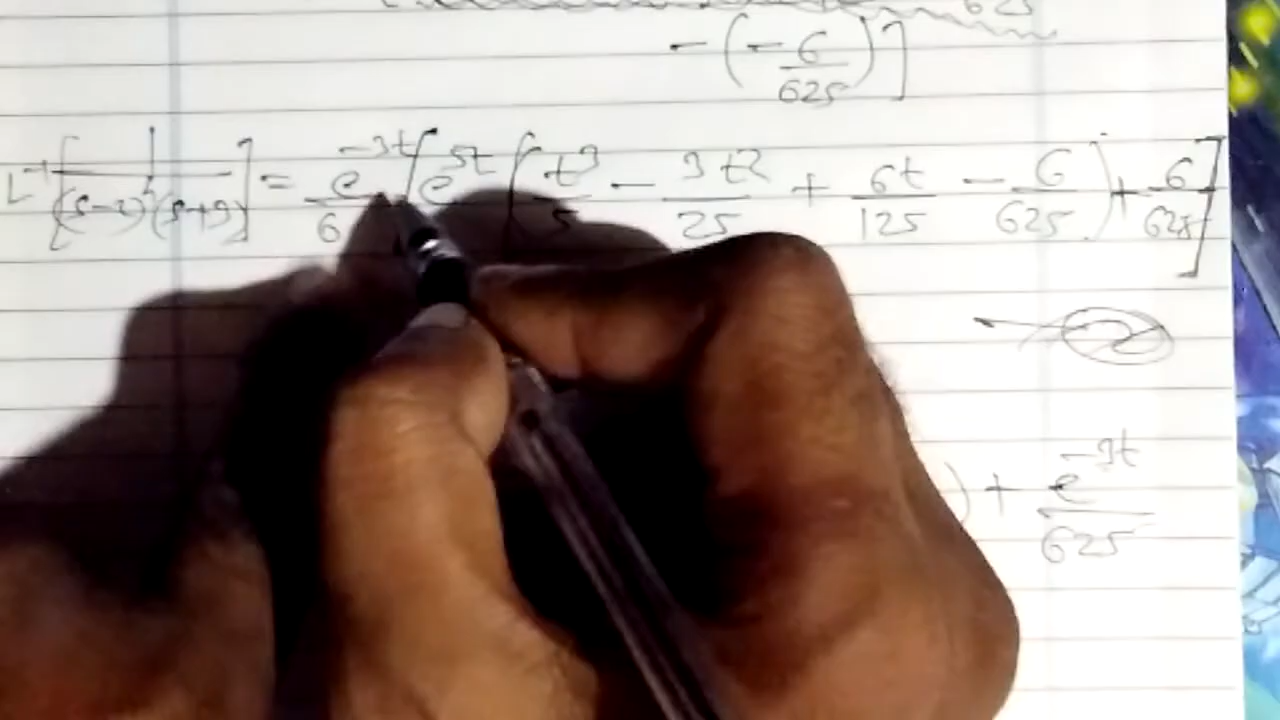 625
- (- 6/625)]
L⁻¹[1/((s-2)⁴(s+3))] = e^{-3t}/6 [e^{5t} (t³/5 - 3t²/25 + 6t/125 - 6/625) + 6/625]
) + e^{-3t}/625